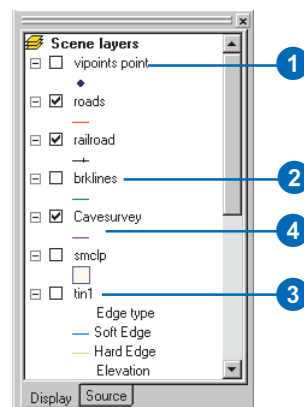 Scene layers
vipoints point
1
roads
railroad
brklines
2
Cavesurvey
4
smclp
tin1
3
Edge type
Soft Edge
Hard Edge
Elevation
Display Source